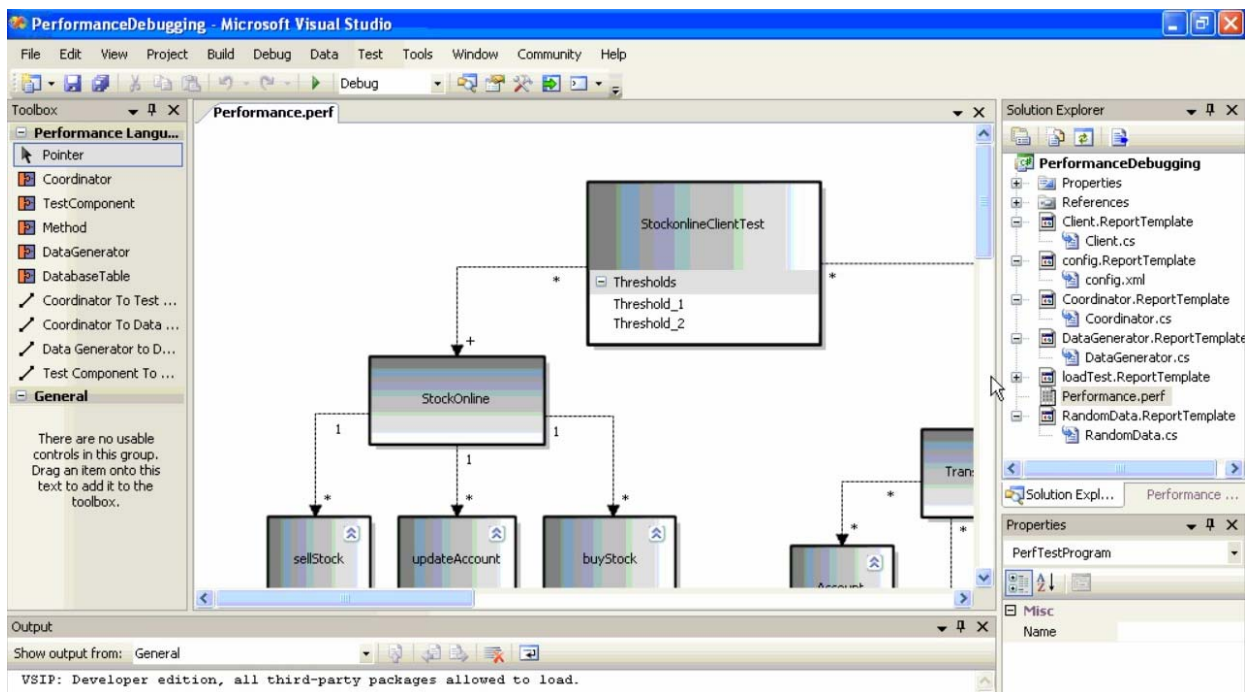 PerformanceDebugging - Microsoft Visual Studio
File Edit View Project Build Debug Data Test Tools Window Community Help
Debug
Toolbox
Performance Langu...
Pointer
Coordinator
TestComponent
Method
DataGenerator
DatabaseTable
Coordinator To Test ...
Coordinator To Data ...
Data Generator to D...
Test Component To ...
General
There are no usable
controls in this group.
Drag an item onto this
text to add it to the
toolbox.
Performance.perf
StockonlineClientTest
Thresholds
Threshold_1
Threshold_2
*
*
+
StockOnline
1
1
1
*
*
*
sellStock
updateAccount
buyStock
Trans
*
*
*
Account
Solution Explorer
PerformanceDebugging
Properties
References
Client.ReportTemplate
Client.cs
config.ReportTemplate
config.xml
Coordinator.ReportTemplate
Coordinator.cs
DataGenerator.ReportTemplate
DataGenerator.cs
loadTest.ReportTemplate
Performance.perf
RandomData.ReportTemplate
RandomData.cs
Solution Expl...
Performance ...
Properties
PerfTestProgram
Misc
Name
Output
Show output from: General
VSIP: Developer edition, all third-party packages allowed to load.